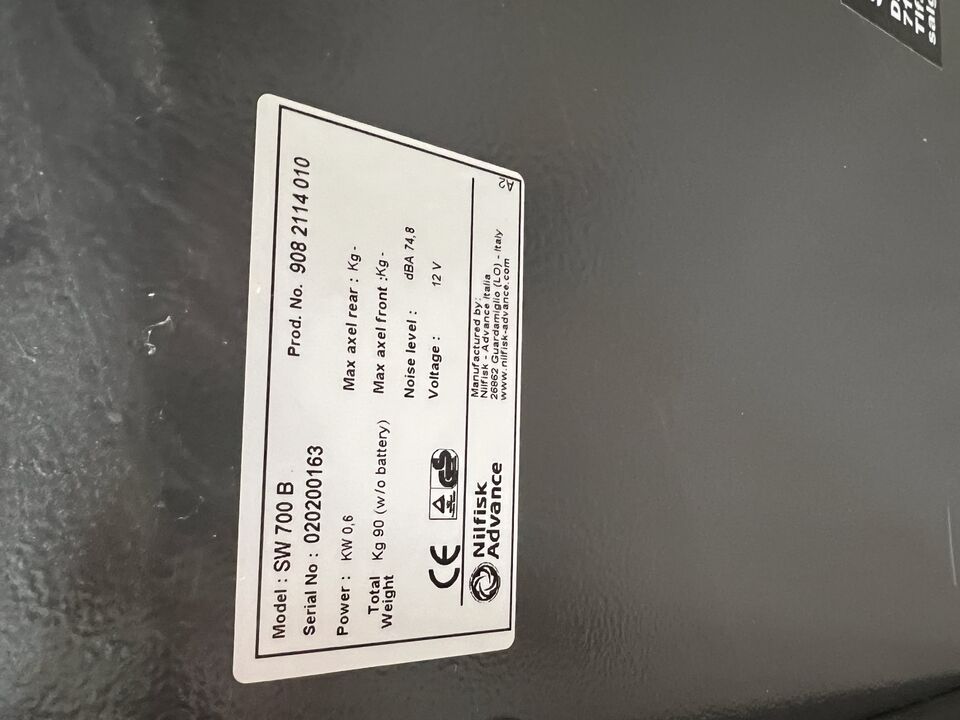 Model : SW 700 B Prod. No. 908 2114 010
Serial No : 020200163
Power : KW 0,6 Max axel rear : Kg -
Total Weight Kg 90 (w/o battery) Max axel front :Kg -
Noise level : dBA 74,8
Voltage : 12 V
CE GS
Nilfisk
Advance
Manufactured by:
Nilfisk - Advance Italia
26862 Guardamiglio (LO) - Italy
www.nilfisk-advance.com
A2